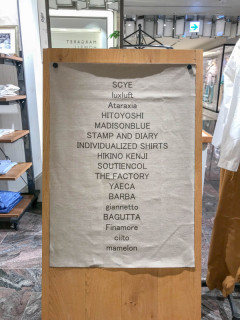 SCYE
luxluft
Ataraxia
HITOYOSHI
MADISONBLUE
STAMP AND DIARY
INDIVIDUALIZED SHIRTS
HIKINO KENJI
SOUTIENCOL
THE FACTORY
YAECA
BARBA
giannetto
BAGUTTA
Finamore
ciito
mamelon